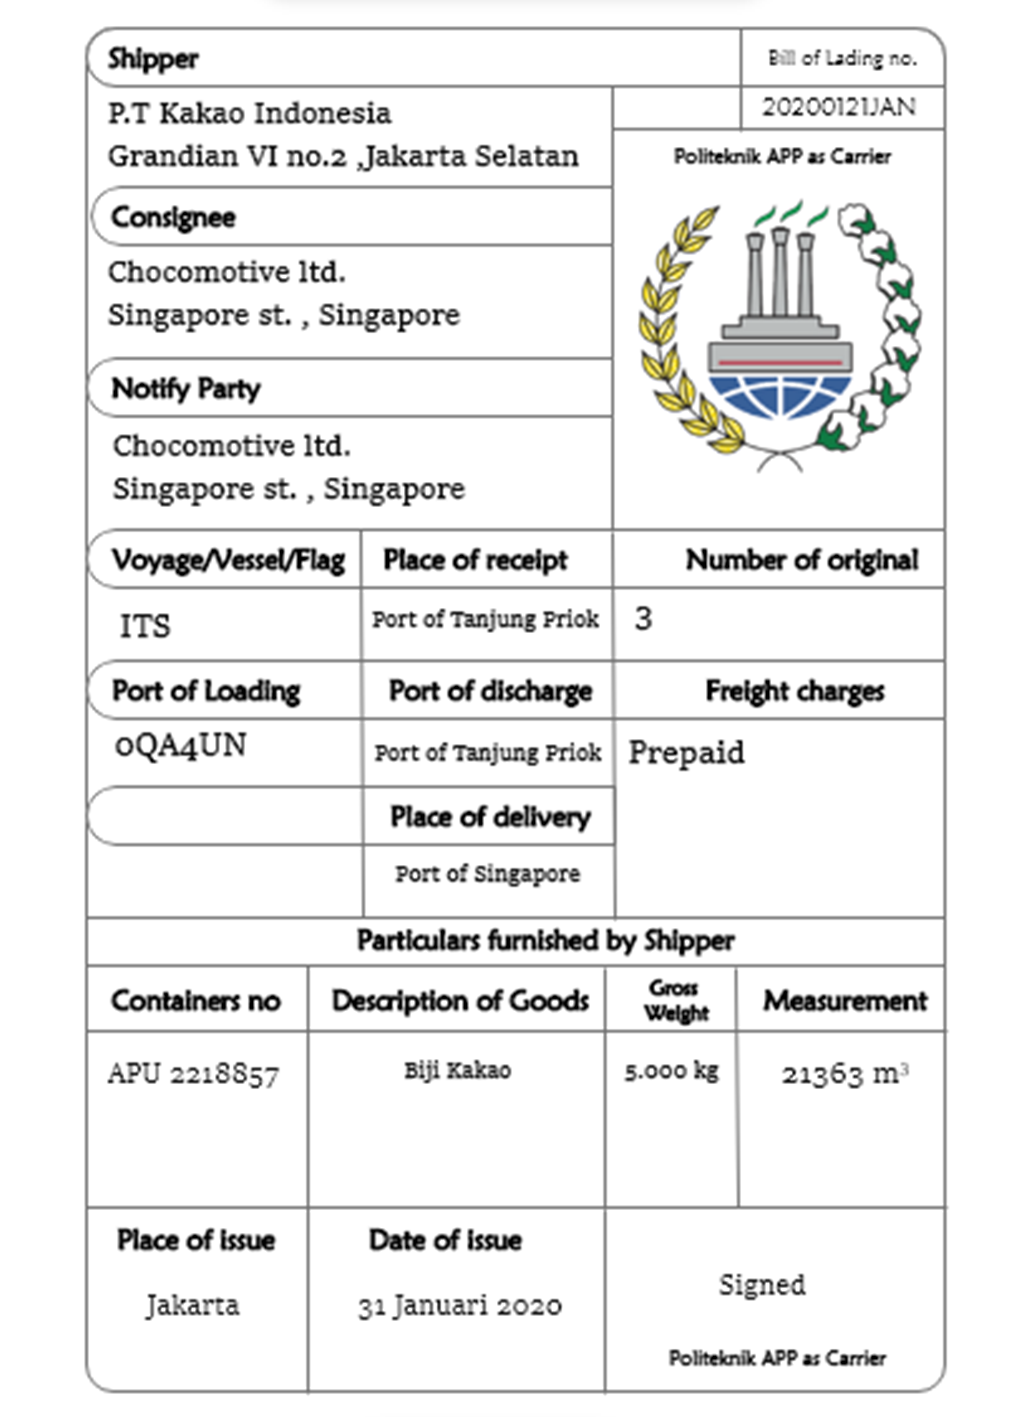 Shipper
Bill of Lading no.
20200121JAN
P.T Kakao Indonesia
Grandian VI no.2 ,Jakarta Selatan
Politeknik APP as Carrier
Consignee
Chocomotive ltd.
Singapore st. , Singapore
Notify Party
Chocomotive ltd.
Singapore st. , Singapore
Voyage/Vessel/Flag
Place of receipt
Number of original
ITS
Port of Tanjung Priok
3
Port of Loading
Port of discharge
Freight charges
0QA4UN
Port of Tanjung Priok
Prepaid
Place of delivery
Port of Singapore
Particulars furnished by Shipper
Containers no
Description of Goods
Gross
Weight
Measurement
APU 2218857
Biji Kakao
5.000 kg
21363 m³
Place of issue
Date of issue
Jakarta
31 Januari 2020
Signed
Politeknik APP as Carrier